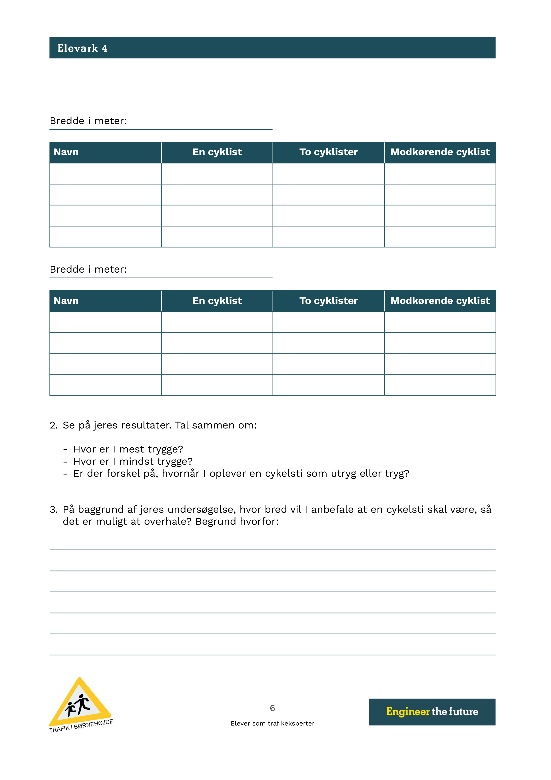 Elevark 4
Bredde i meter:
Navn En cyklist To cyklister Modkørende cyklist
Bredde i meter:
Navn En cyklist To cyklister Modkørende cyklist
2. Se på jeres resultater. Tal sammen om:
- Hvor er I mest trygge?
- Hvor er I mindst trygge?
- Er der forskel på, hvornår I oplever en cykelsti som utryg eller tryg?
3. På baggrund af jeres undersøgelse, hvor bred vil I anbefale at en cykelsti skal være, så
det er muligt at overhale? Begrund hvorfor:
6
Elever som trafikeksperter
Engineer the future